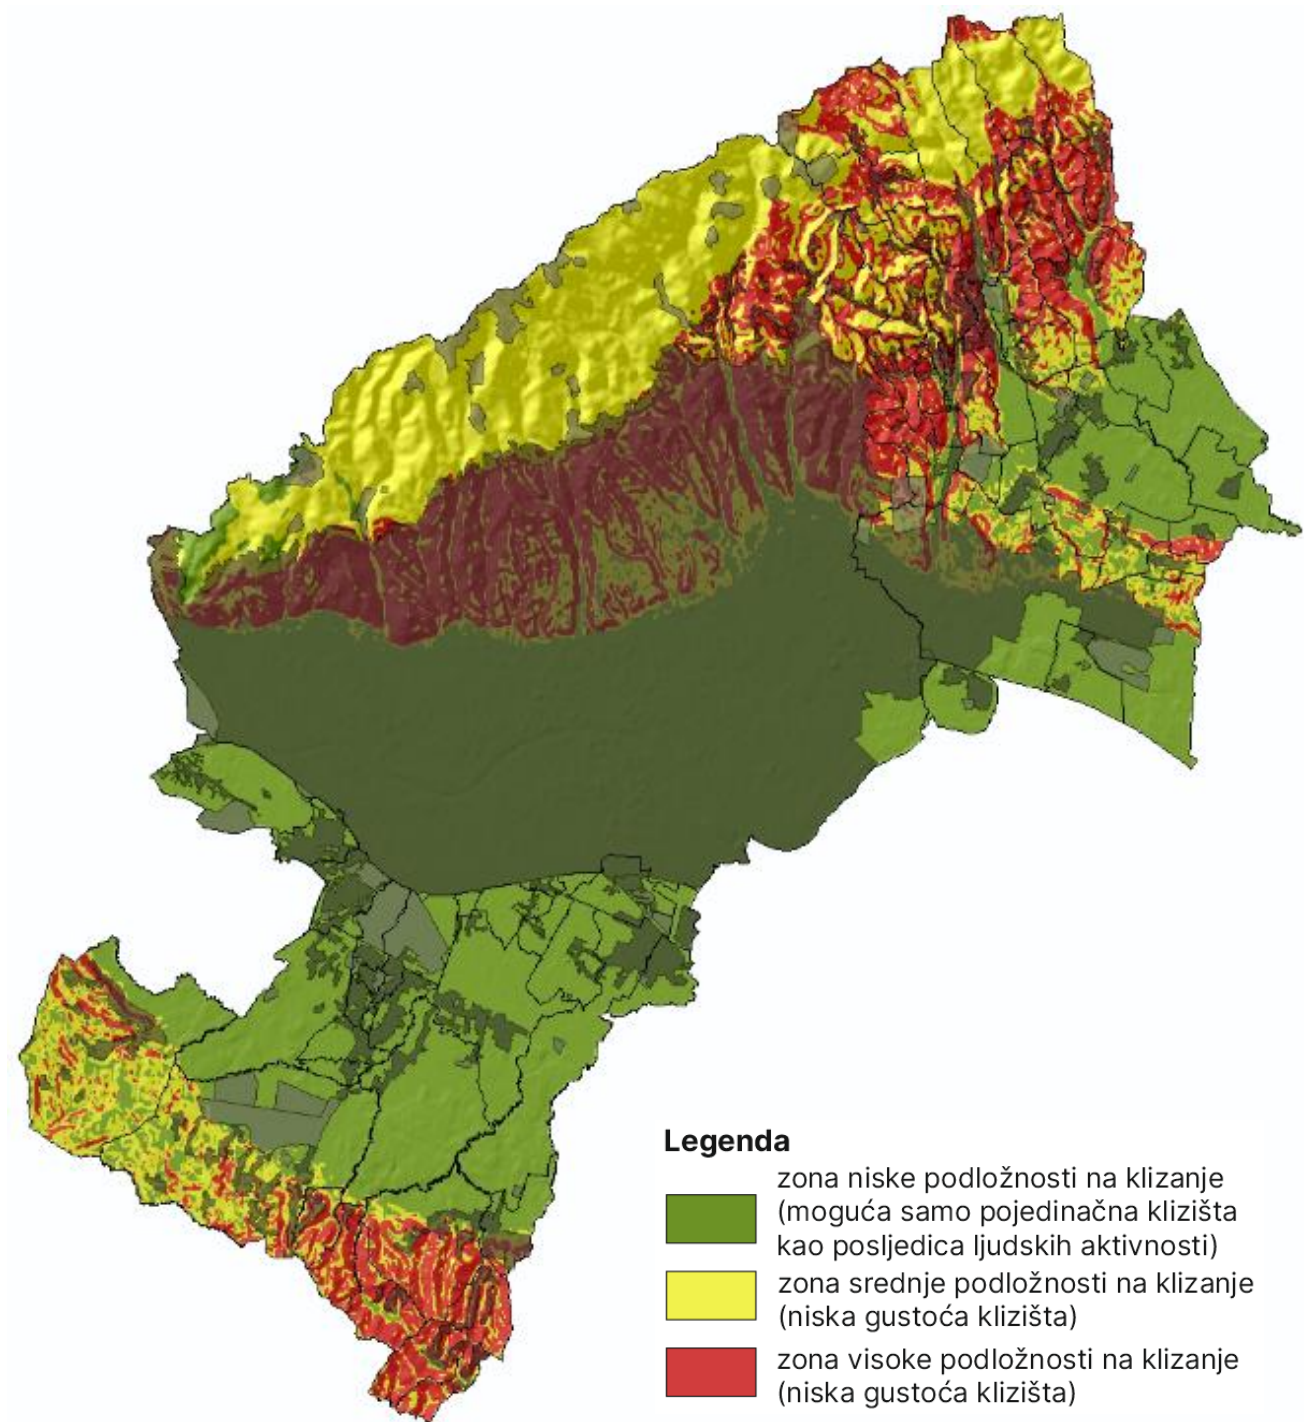 Legenda
zona niske podložnosti na klizanje
(moguća samo pojedinačna klizišta
kao posljedica ljudskih aktivnosti)
zona srednje podložnosti na klizanje
(niska gustoća klizišta)
zona visoke podložnosti na klizanje
(niska gustoća klizišta)